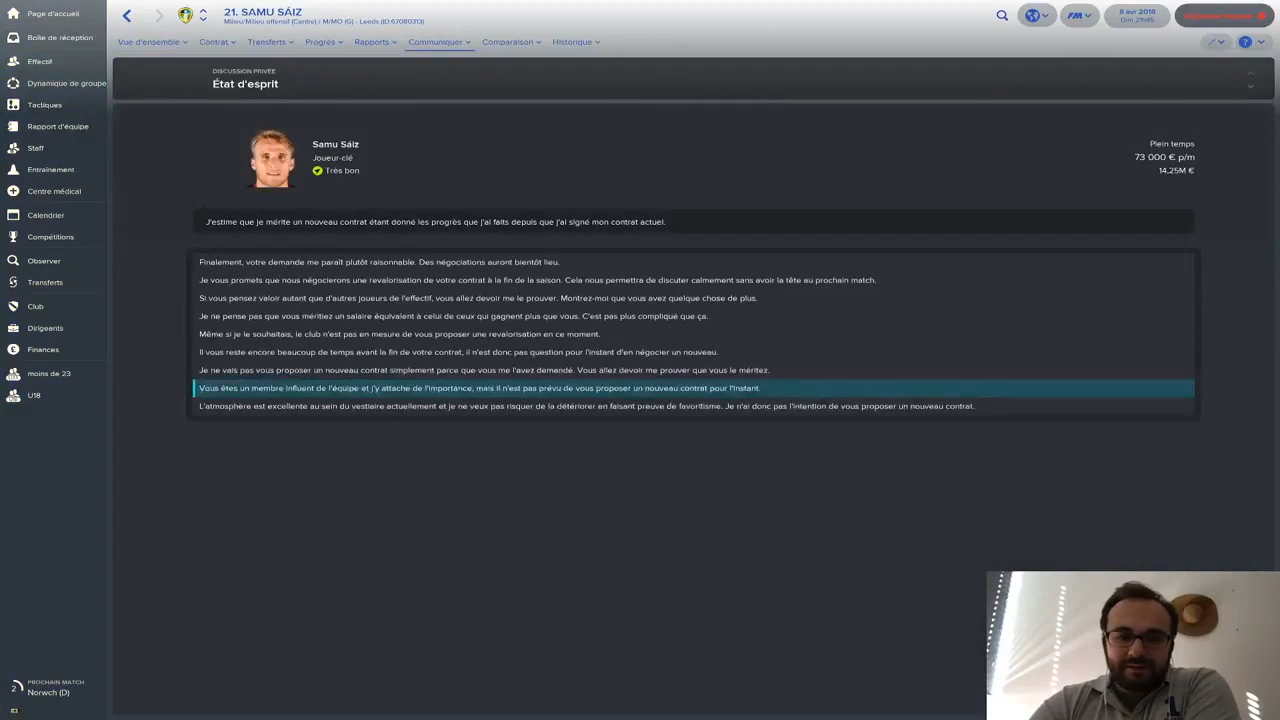 Page d'accueil
Boîte de réception
Effectif
Dynamique de groupe
Tactiques
Rapport d'équipe
Staff
Entraînement
Centre médical
Calendrier
Compétitions
Observer
Transferts
Club
Dirigeants
Finances
moins de 23
U18
2
PROCHAIN MATCH
Norwch (D)
21. SAMU SÁIZ
Milieu/Milieu offensif (Centre) / M/MO (G) - Leeds (ID:67080313)
FM
8 avr 2018
Vue d'ensemble
Contrat
Transferts
Progrès
Rapports
Communiquer
Comparaison
Historique
?
DISCUSSION PRIVÉE
État d'esprit
Samu Sáiz
Joueur-clé
Très bon
Plein temps
73 000 € p/m
14.25M €
J'estime que je mérite un nouveau contrat étant donné les progrès que j'ai faits depuis que j'ai signé mon contrat actuel.
Finalement, votre demande me paraît plutôt raisonnable. Des négociations auront bientôt lieu.
Je vous promets que nous négocierons une revalorisation de votre contrat à la fin de la saison. Cela nous permettra de discuter calmement sans avoir la tête au prochain match.
Si vous pensez valoir autant que d'autres joueurs de l'effectif, vous allez devoir me le prouver. Montrez-moi que vous avez quelque chose de plus.
Je ne pense pas que vous méritiez un salaire équivalent à celui de ceux qui gagnent plus que vous. C'est pas plus compliqué que ça.
Même si je le souhaitais, le club n'est pas en mesure de vous proposer une revalorisation en ce moment.
Il vous reste encore beaucoup de temps avant la fin de votre contrat, il n'est donc pas question pour l'instant d'en négocier un nouveau.
Je ne vais pas vous proposer un nouveau contrat simplement parce que vous me l'avez demandé. Vous allez devoir me prouver que vous le méritez.
Vous êtes un membre influent de l'équipe et j'y attache de l'importance, mais il n'est pas prévu de vous proposer un nouveau contrat pour l'instant.
L'atmosphère est excellente au sein du vestiaire actuellement et je ne veux pas risquer de la détériorer en faisant preuve de favoritisme. Je n'ai donc pas l'intention de vous proposer un nouveau contrat.